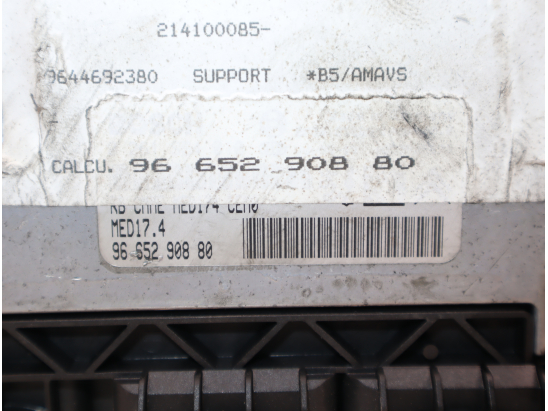 214100085-
9644692380 SUPPORT *B5/AMAVS
CALCU. 96 652 908 80
MED17.4
96 652 908 80